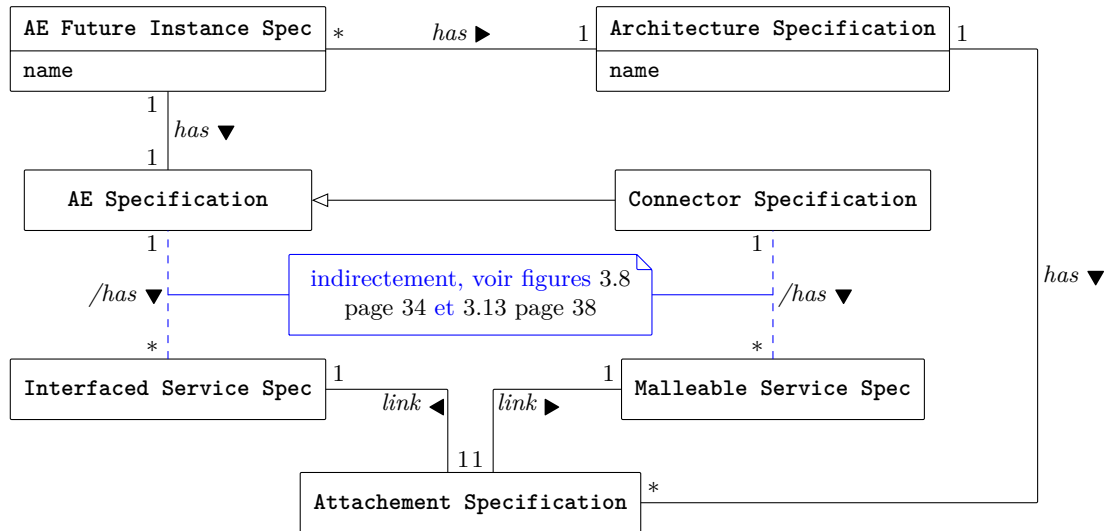 AE Future Instance Spec
name
*
has ▶
1
Architecture Specification
name
1
1
has ▼
1
AE Specification
Connector Specification
1
1
indirectement, voir figures 3.8
page 34 et 3.13 page 38
/has ▼
/has ▼
has ▼
*
*
Interfaced Service Spec
1
1
Malleable Service Spec
link ◀
link ▶
11
Attachement Specification
*